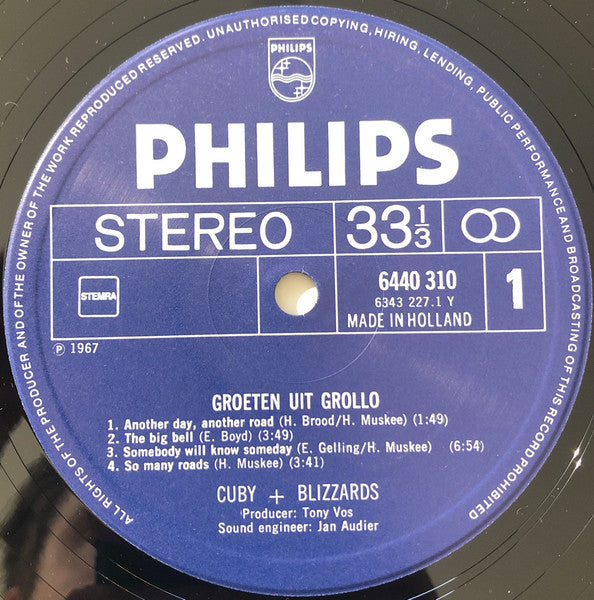 ALL RIGHTS OF THE PRODUCER AND OF THE OWNER OF THE WORK REPRODUCED RESERVED. UNAUTHORISED COPYING, HIRING, LENDING, PUBLIC PERFORMANCE AND BROADCASTING OF THIS RECORD PROHIBITED
PHILIPS
PHILIPS
STEREO 33⅓
STEMRA
6440 310
6343 227.1 Y
MADE IN HOLLAND
1
Ⓟ 1967
GROETEN UIT GROLLO
1. Another day, another road (H. Brood/H. Muskee) (1:49)
2. The big bell (E. Boyd) (3:49)
3. Somebody will know someday (E. Gelling/H. Muskee) (6:54)
4. So many roads (H. Muskee) (3:41)
CUBY + BLIZZARDS
Producer: Tony Vos
Sound engineer: Jan Audier